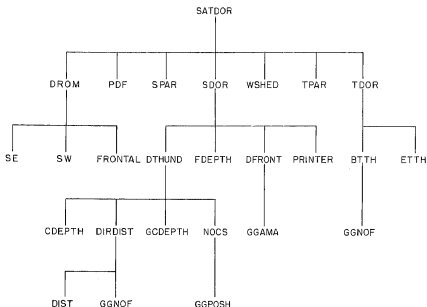 SATDOR
DROM PDF SPAR SDOR WSHED TPAR TDOR
SE SW FRONTAL DTHUND FDEPTH DFRONT PRINTER BTTH ETTH
CDEPTH DIRDIST GCDEPTH NOCS GGAMA GGNOF
DIST GGNOF GGPOSH